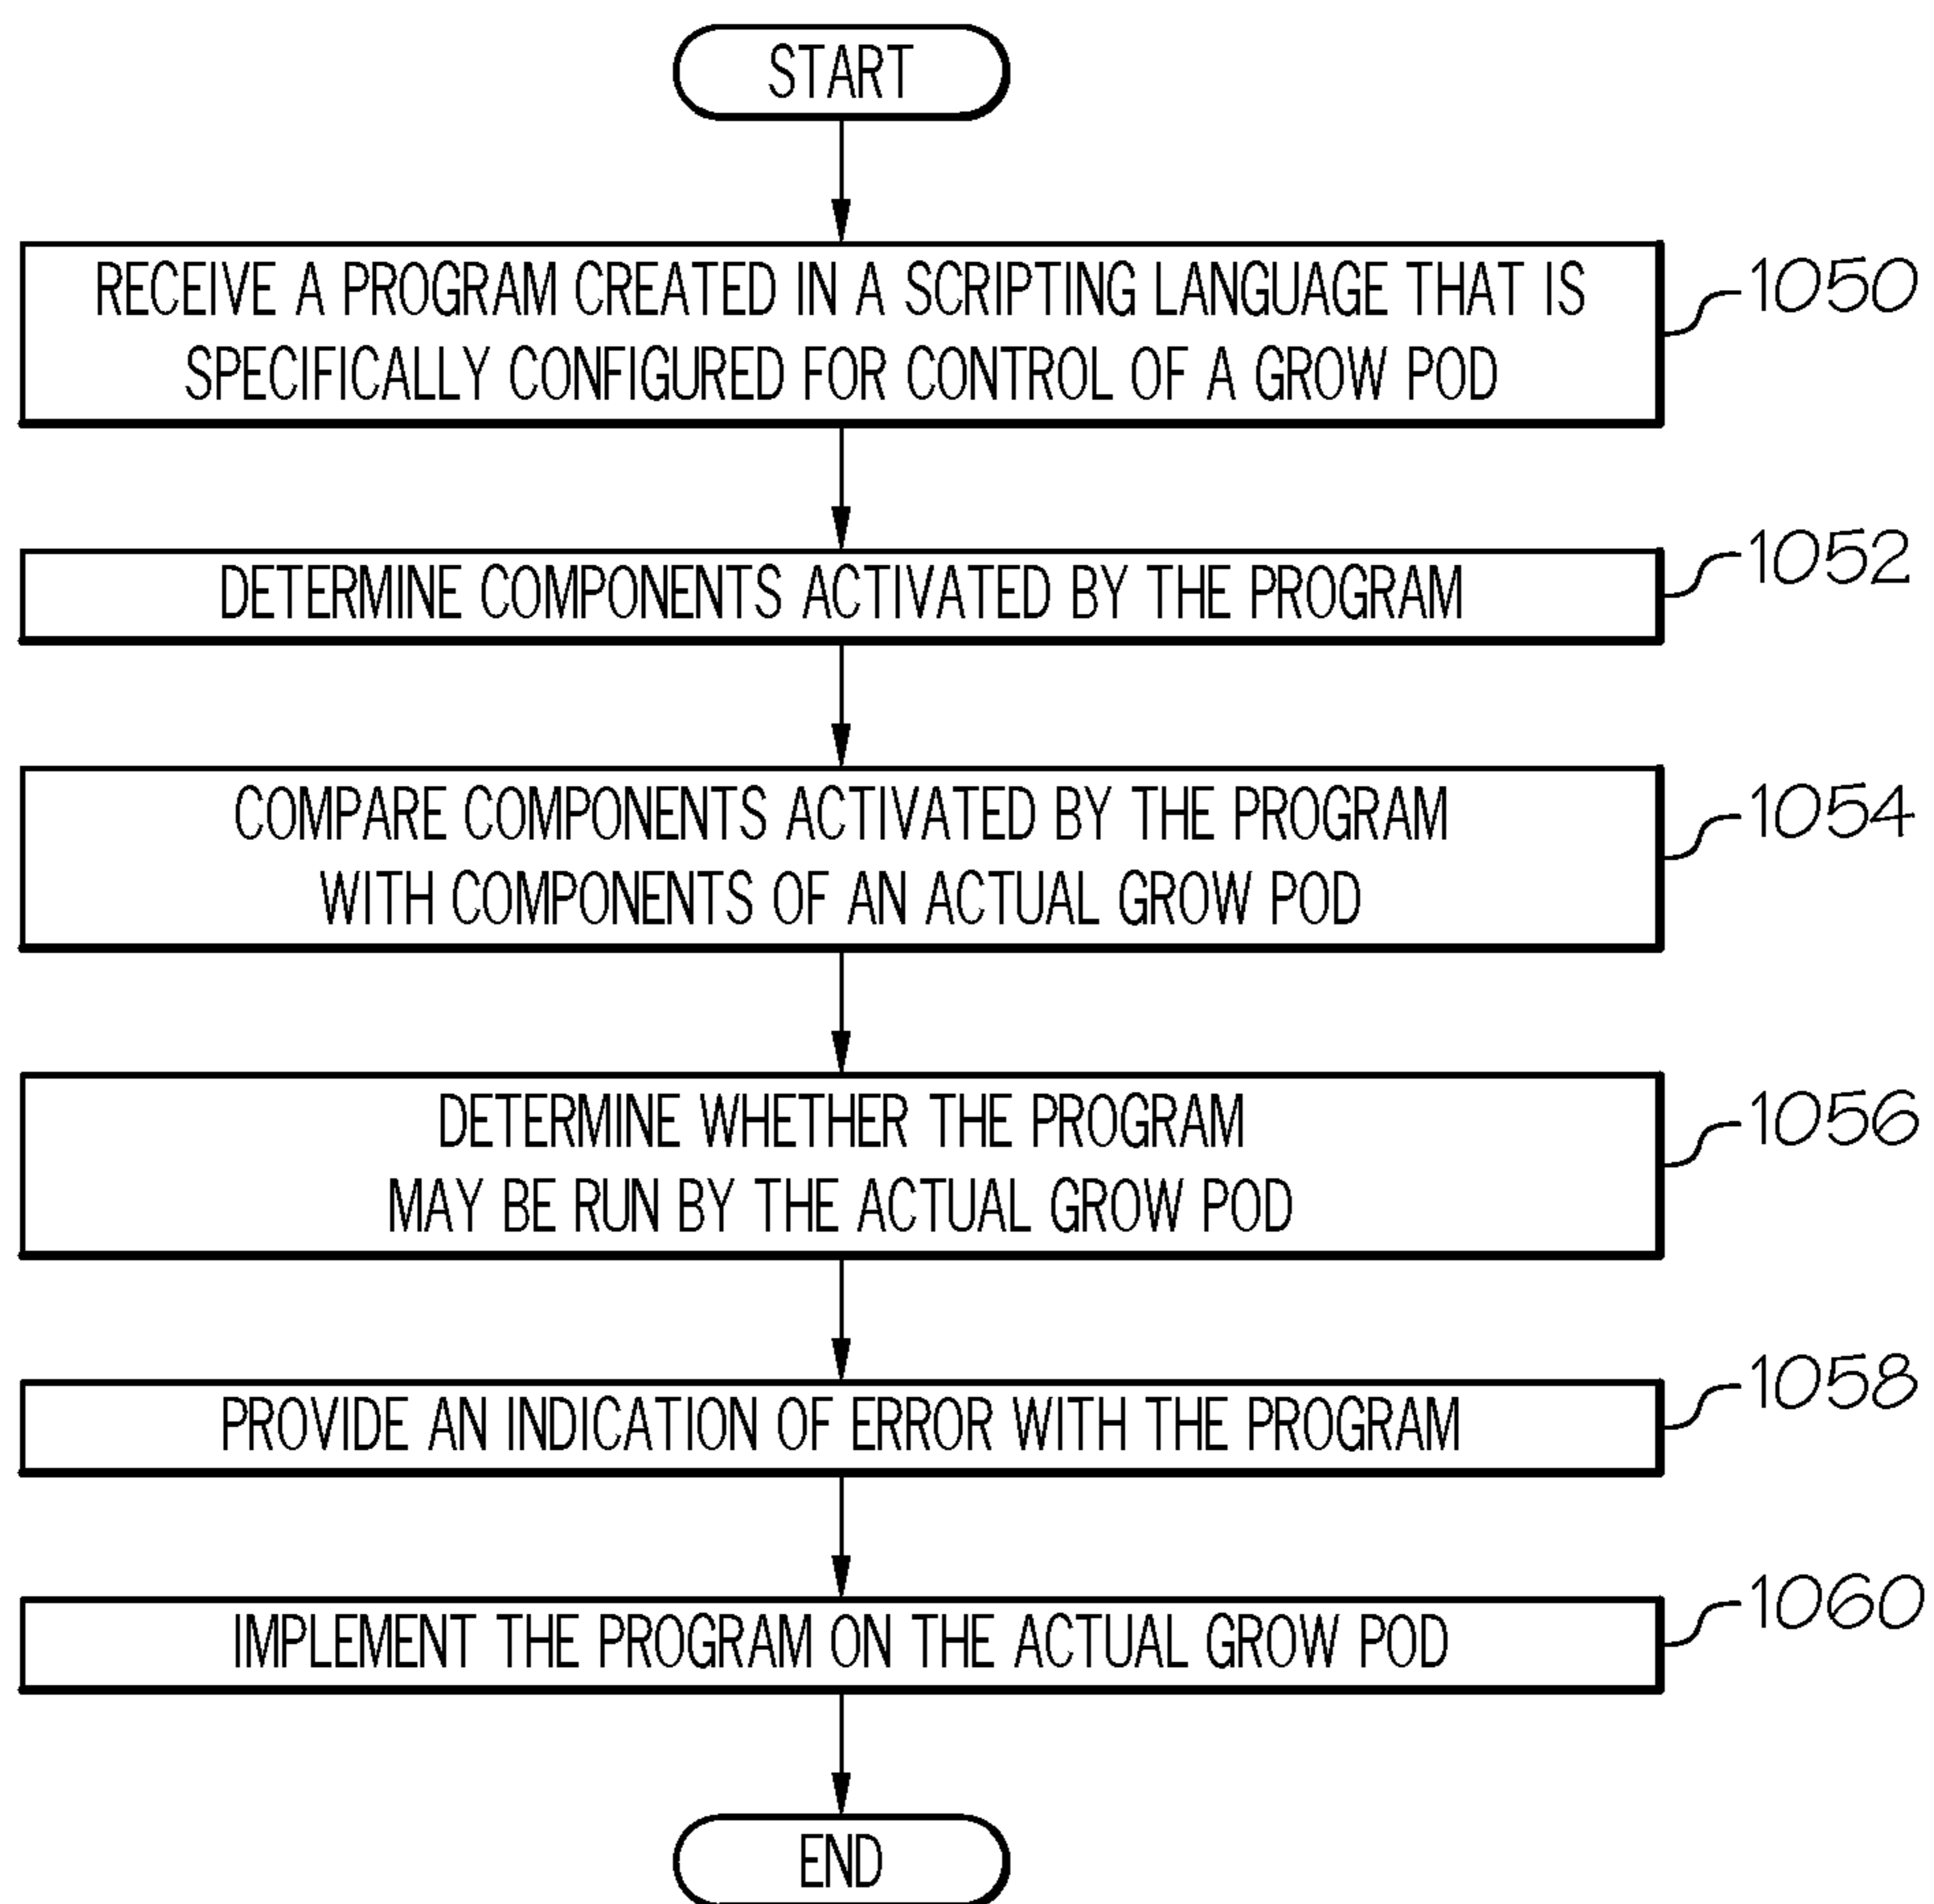 START
RECEIVE A PROGRAM CREATED IN A SCRIPTING LANGUAGE THAT IS
SPECIFICALLY CONFIGURED FOR CONTROL OF A GROW POD
1050
DETERMINE COMPONENTS ACTIVATED BY THE PROGRAM
1052
COMPARE COMPONENTS ACTIVATED BY THE PROGRAM
WITH COMPONENTS OF AN ACTUAL GROW POD
1054
DETERMINE WHETHER THE PROGRAM
MAY BE RUN BY THE ACTUAL GROW POD
1056
PROVIDE AN INDICATION OF ERROR WITH THE PROGRAM
1058
IMPLEMENT THE PROGRAM ON THE ACTUAL GROW POD
1060
END